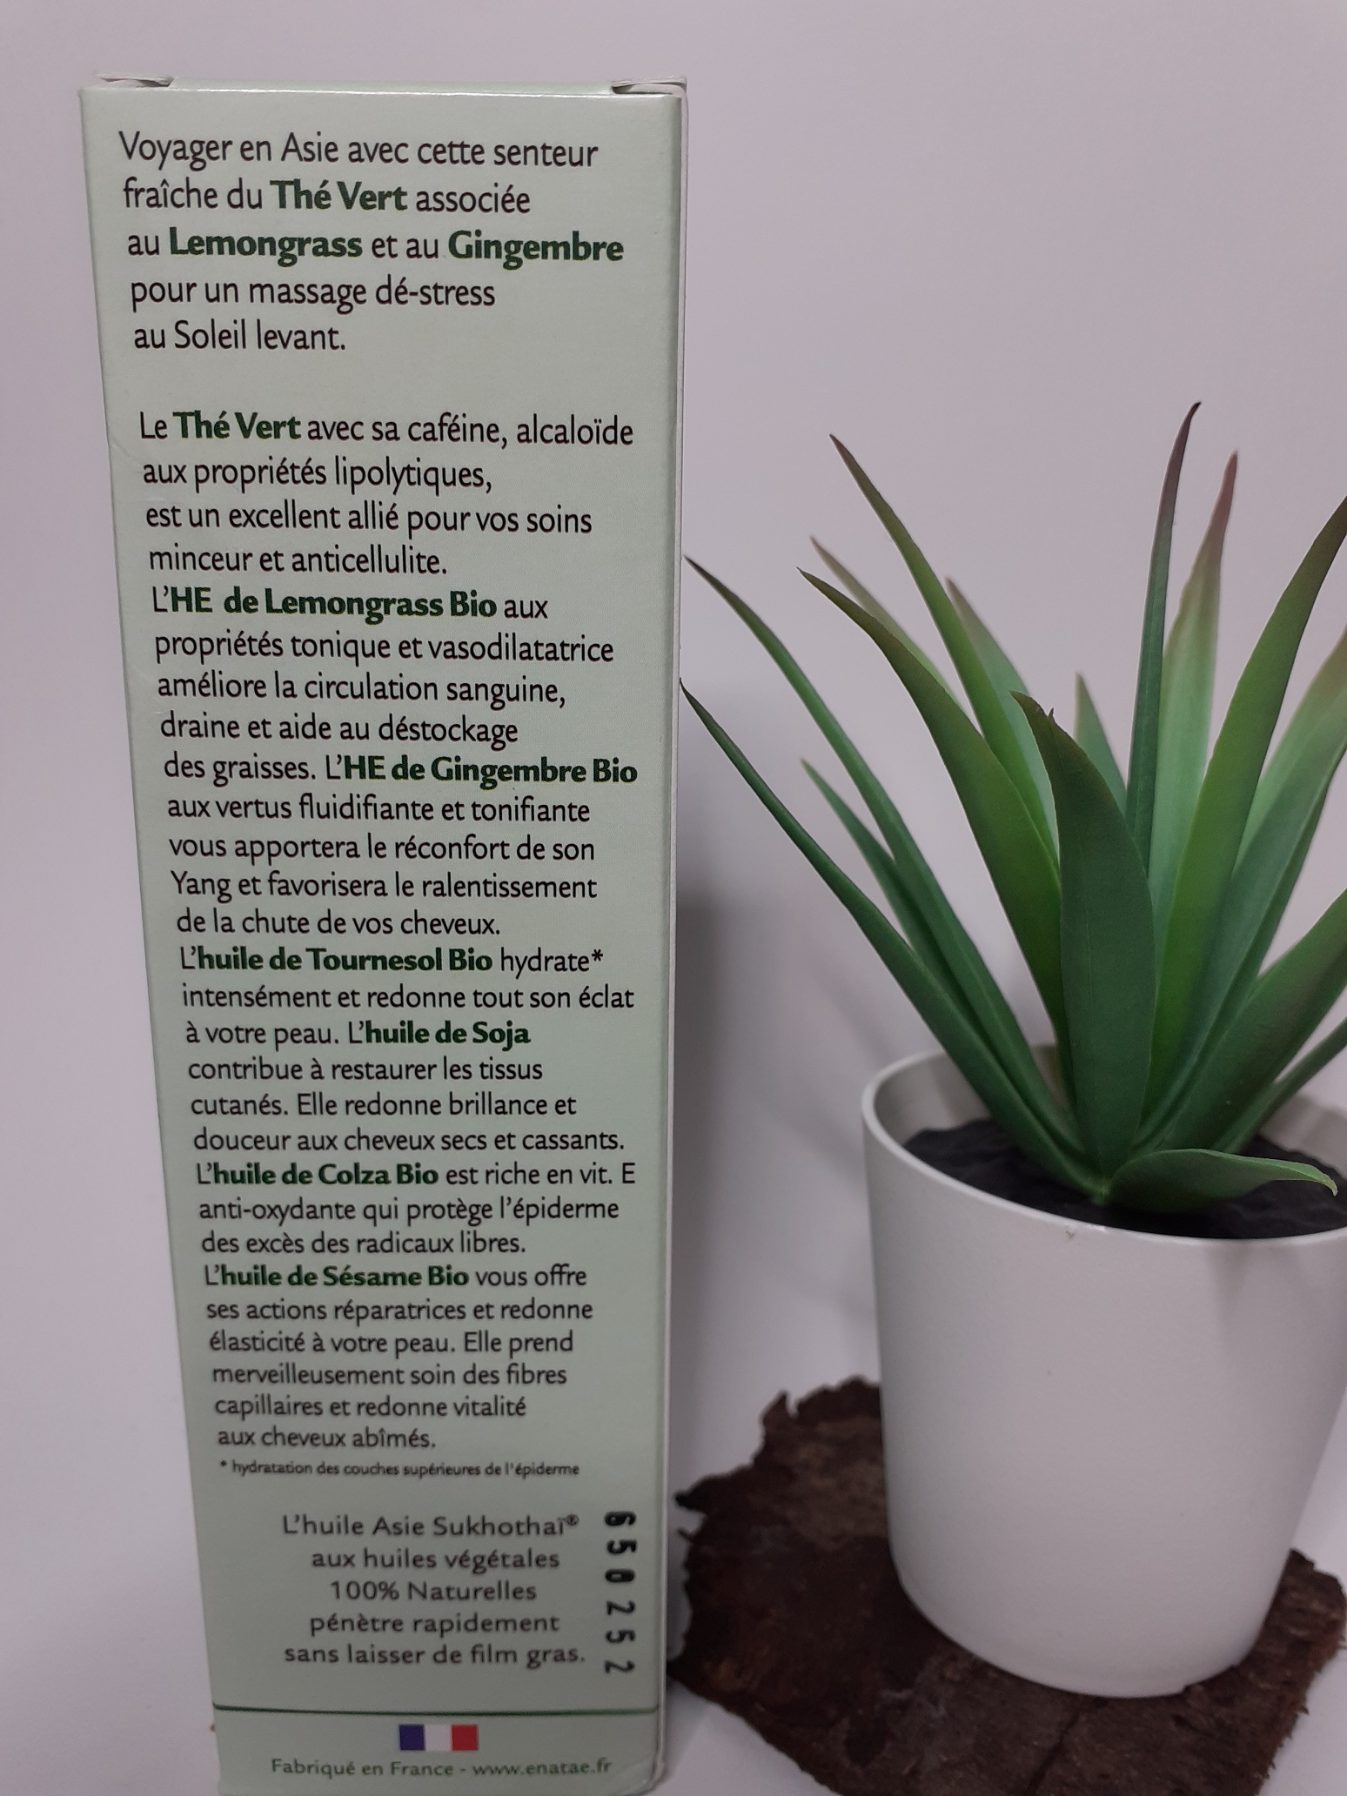 Voyager en Asie avec cette senteur
fraîche du Thé Vert associée
au Lemongrass et au Gingembre
pour un massage dé-stress
au Soleil levant.
Le Thé Vert avec sa caféine, alcaloïde
aux propriétés lipolytiques,
est un excellent allié pour vos soins
minceur et anticellulite.
L'HE de Lemongrass Bio aux
propriétés tonique et vasodilatatrice
améliore la circulation sanguine,
draine et aide au déstockage
des graisses. L'HE de Gingembre Bio
aux vertus fluidifiante et tonifiante
vous apportera le réconfort de son
Yang et favorisera le ralentissement
de la chute de vos cheveux.
L'huile de Tournesol Bio hydrate*
intensément et redonne tout son éclat
à votre peau. L'huile de Soja
contribue à restaurer les tissus
cutanés. Elle redonne brillance et
douceur aux cheveux secs et cassants.
L'huile de Colza Bio est riche en vit. E
anti-oxydante qui protège l'épiderme
des excès des radicaux libres.
L'huile de Sésame Bio vous offre
ses actions réparatrices et redonne
élasticité à votre peau. Elle prend
merveilleusement soin des fibres
capillaires et redonne vitalité
aux cheveux abîmés.
* hydratation des couches supérieures de l'épiderme
L'huile Asie Sukhothaï®
aux huiles végétales
100% Naturelles
pénètre rapidement
sans laisser de film gras.
650252
Fabriqué en France - www.enatae.fr